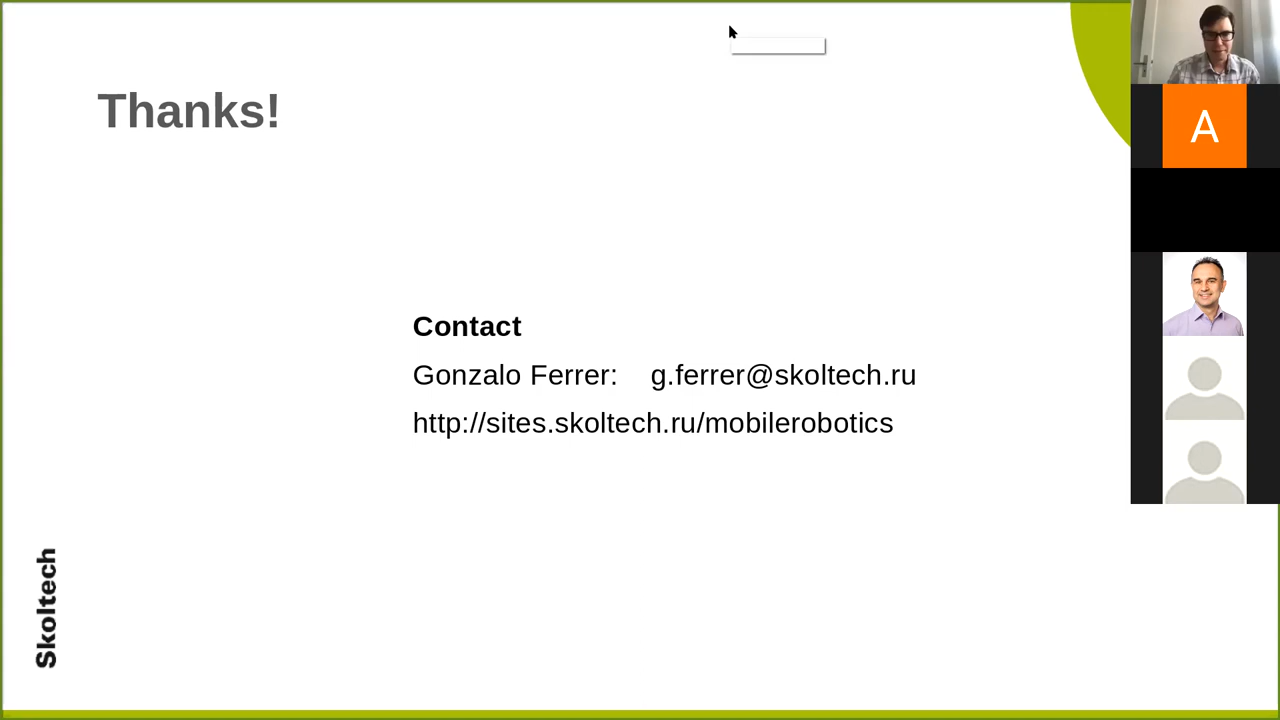 Thanks!
A
Contact
Gonzalo Ferrer: g.ferrer@skoltech.ru
http://sites.skoltech.ru/mobilerobotics
Skoltech